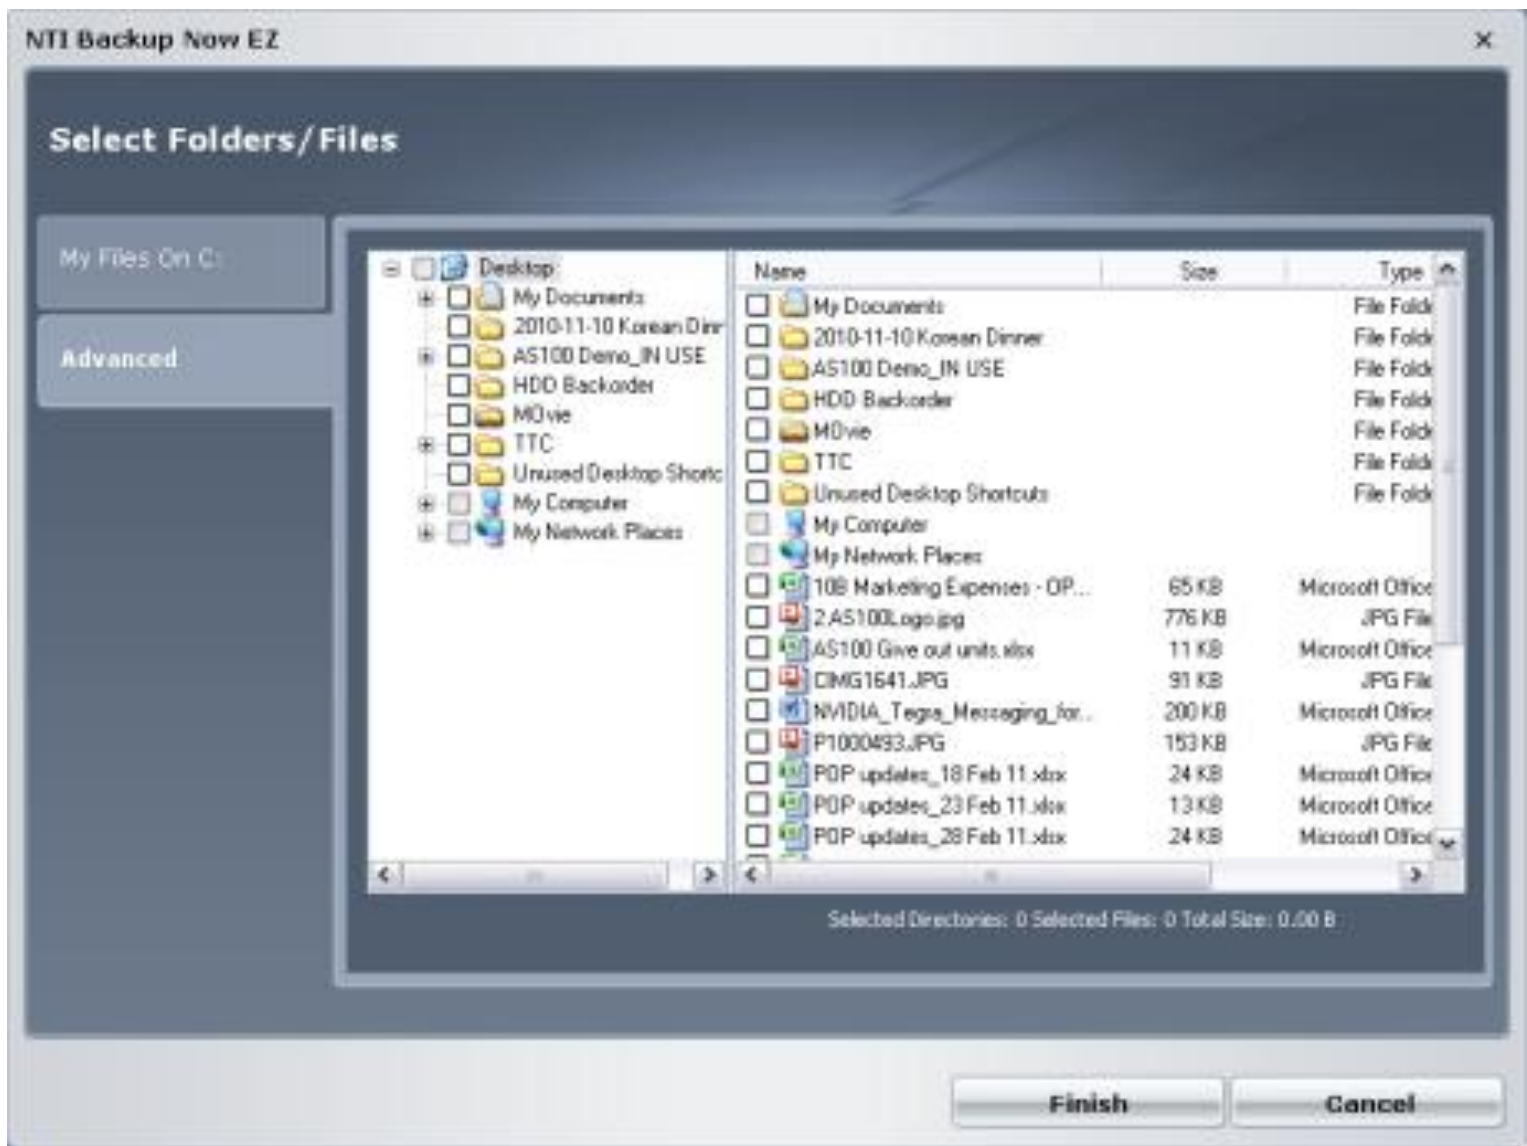 NTI Backup Now EZ
Select Folders/Files
My Files On C:
Advanced
Desktop
My Documents
2010-11-10 Korean Dinr
AS100 Demo_IN USE
HDD Backorder
MOvie
TTC
Unused Desktop Shortc
My Computer
My Network Places
Name Size Type
My Documents File Folde
2010-11-10 Korean Dinner File Folde
AS100 Demo_IN USE File Folde
HDD Backorder File Folde
MOvie File Folde
TTC File Folde
Unused Desktop Shortcuts File Folde
My Computer
My Network Places
10B Marketing Expenses - OP... 65 KB Microsoft Office
2.AS100Logo.jpg 776 KB JPG File
AS100 Give out units.xlsx 11 KB Microsoft Office
CIMG1641.JPG 91 KB JPG File
NVIDIA_Tegra_Messaging_for... 200 KB Microsoft Office
P1000493.JPG 153 KB JPG File
POP updates_18 Feb 11.xlsx 24 KB Microsoft Office
POP updates_23 Feb 11.xlsx 13 KB Microsoft Office
POP updates_28 Feb 11.xlsx 24 KB Microsoft Office
Selected Directories: 0 Selected Files: 0 Total Size: 0.00 B
Finish Cancel